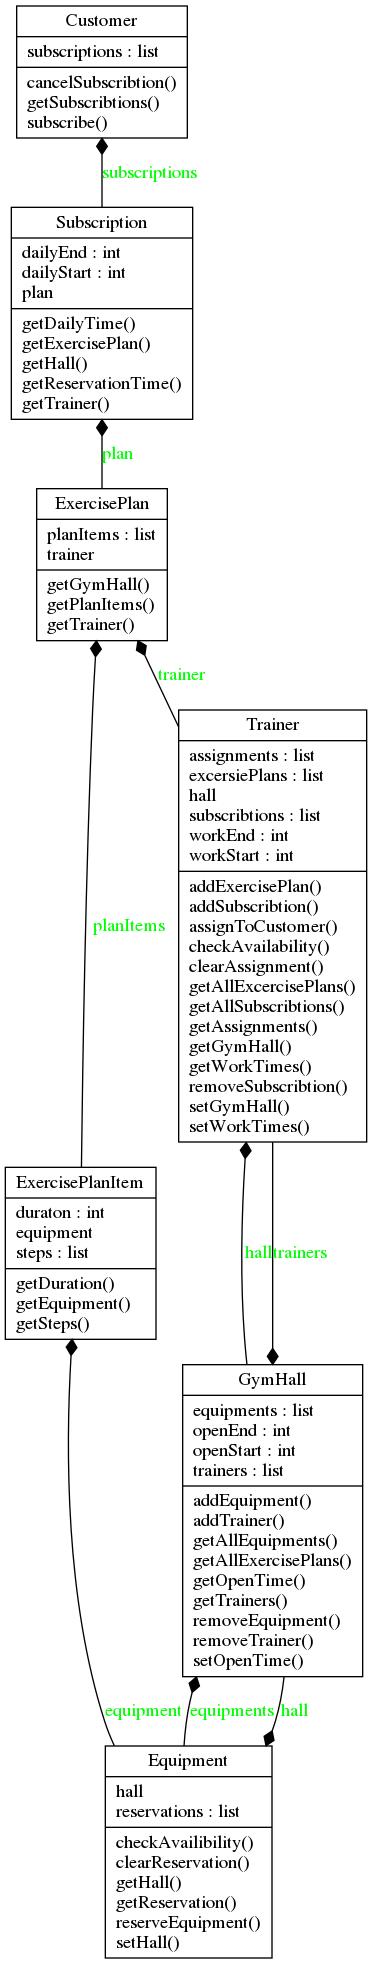 Customer
subscriptions : list
cancelSubscribtion()
getSubscribtions()
subscribe()
subscriptions
Subscription
dailyEnd : int
dailyStart : int
plan
getDailyTime()
getExercisePlan()
getHall()
getReservationTime()
getTrainer()
plan
ExercisePlan
planItems : list
trainer
getGymHall()
getPlanItems()
getTrainer()
trainer
Trainer
assignments : list
excersiePlans : list
hall
subscribtions : list
workEnd : int
workStart : int
addExercisePlan()
addSubscribtion()
assignToCustomer()
checkAvailability()
clearAssignment()
getAllExcercisePlans()
getAllSubscribtions()
getAssignments()
getGymHall()
getWorkTimes()
removeSubscribtion()
setGymHall()
setWorkTimes()
planItems
ExercisePlanItem
duraton : int
equipment
steps : list
getDuration()
getEquipment()
getSteps()
hall
trainers
GymHall
equipments : list
openEnd : int
openStart : int
trainers : list
addEquipment()
addTrainer()
getAllEquipments()
getAllExercisePlans()
getOpenTime()
getTrainers()
removeEquipment()
removeTrainer()
setOpenTime()
equipment
equipments
hall
Equipment
hall
reservations : list
checkAvailibility()
clearReservation()
getHall()
getReservation()
reserveEquipment()
setHall()